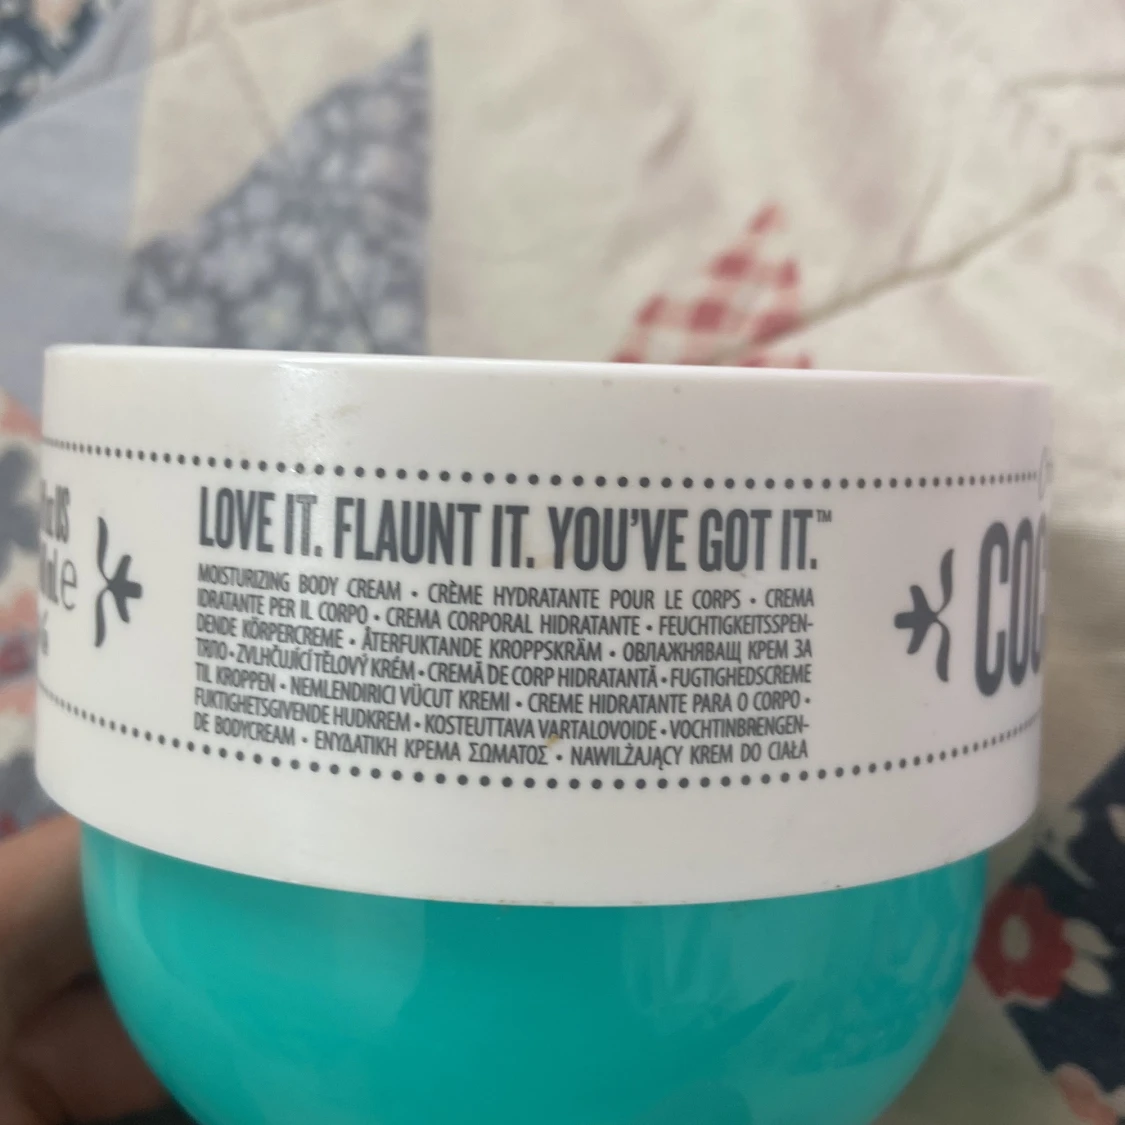 LOVE IT. FLAUNT IT. YOU'VE GOT IT.™
MOISTURIZING BODY CREAM • CRÈME HYDRATANTE POUR LE CORPS • CREMA
IDRATANTE PER IL CORPO • CREMA CORPORAL HIDRATANTE • FEUCHTIGKEITSSPEN-
DENDE KÖRPERCREME • ÅTERFUKTANDE KROPPSKRÄM • ОВЛАЖНЯВАЩ КРЕМ ЗА
ТЯЛО • ZVLHČUJÍCÍ TĚLOVÝ KRÉM • CREMĂ DE CORP HIDRATANTĂ • FUGTIGHEDSCREME
TIL KROPPEN • NEMLENDIRICI VÜCUT KREMI • CREME HIDRATANTE PARA O CORPO •
FUKTIGHETSGIVENDE HUDKREM • KOSTEUTTAVA VARTALOVOIDE • VOCHTINBRENGEN-
DE BODYCREAM • ΕΝΥΔΑΤΙΚΗ ΚΡΕΜΑ ΣΩΜΑΤΟΣ • NAWILŻAJĄCY KREM DO CIAŁA